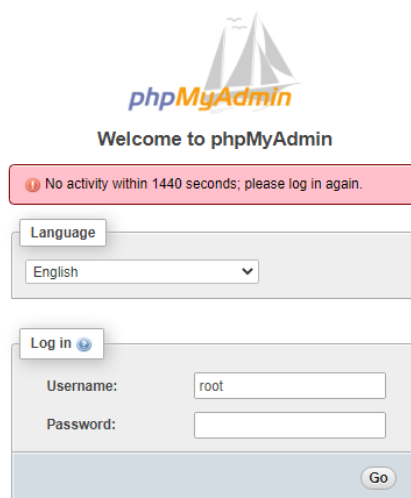 phpMyAdmin
Welcome to phpMyAdmin
No activity within 1440 seconds; please log in again.
Language
English
Log in
Username: root
Password:
Go